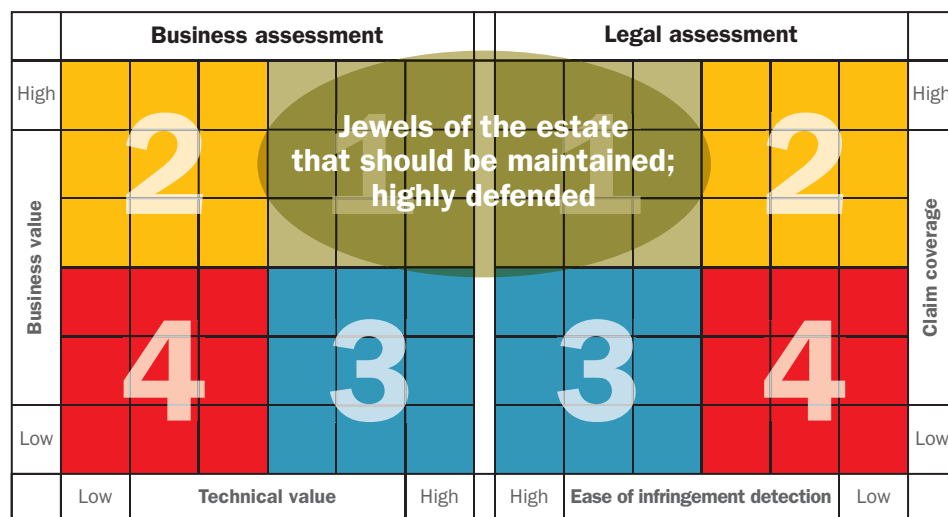 Business assessment
Legal assessment
High
High
2
1
1
2
Jewels of the estate
that should be maintained;
highly defended
Business value
Claim coverage
4
3
3
4
Low
Low
Low
Technical value
High
High
Ease of infringement detection
Low